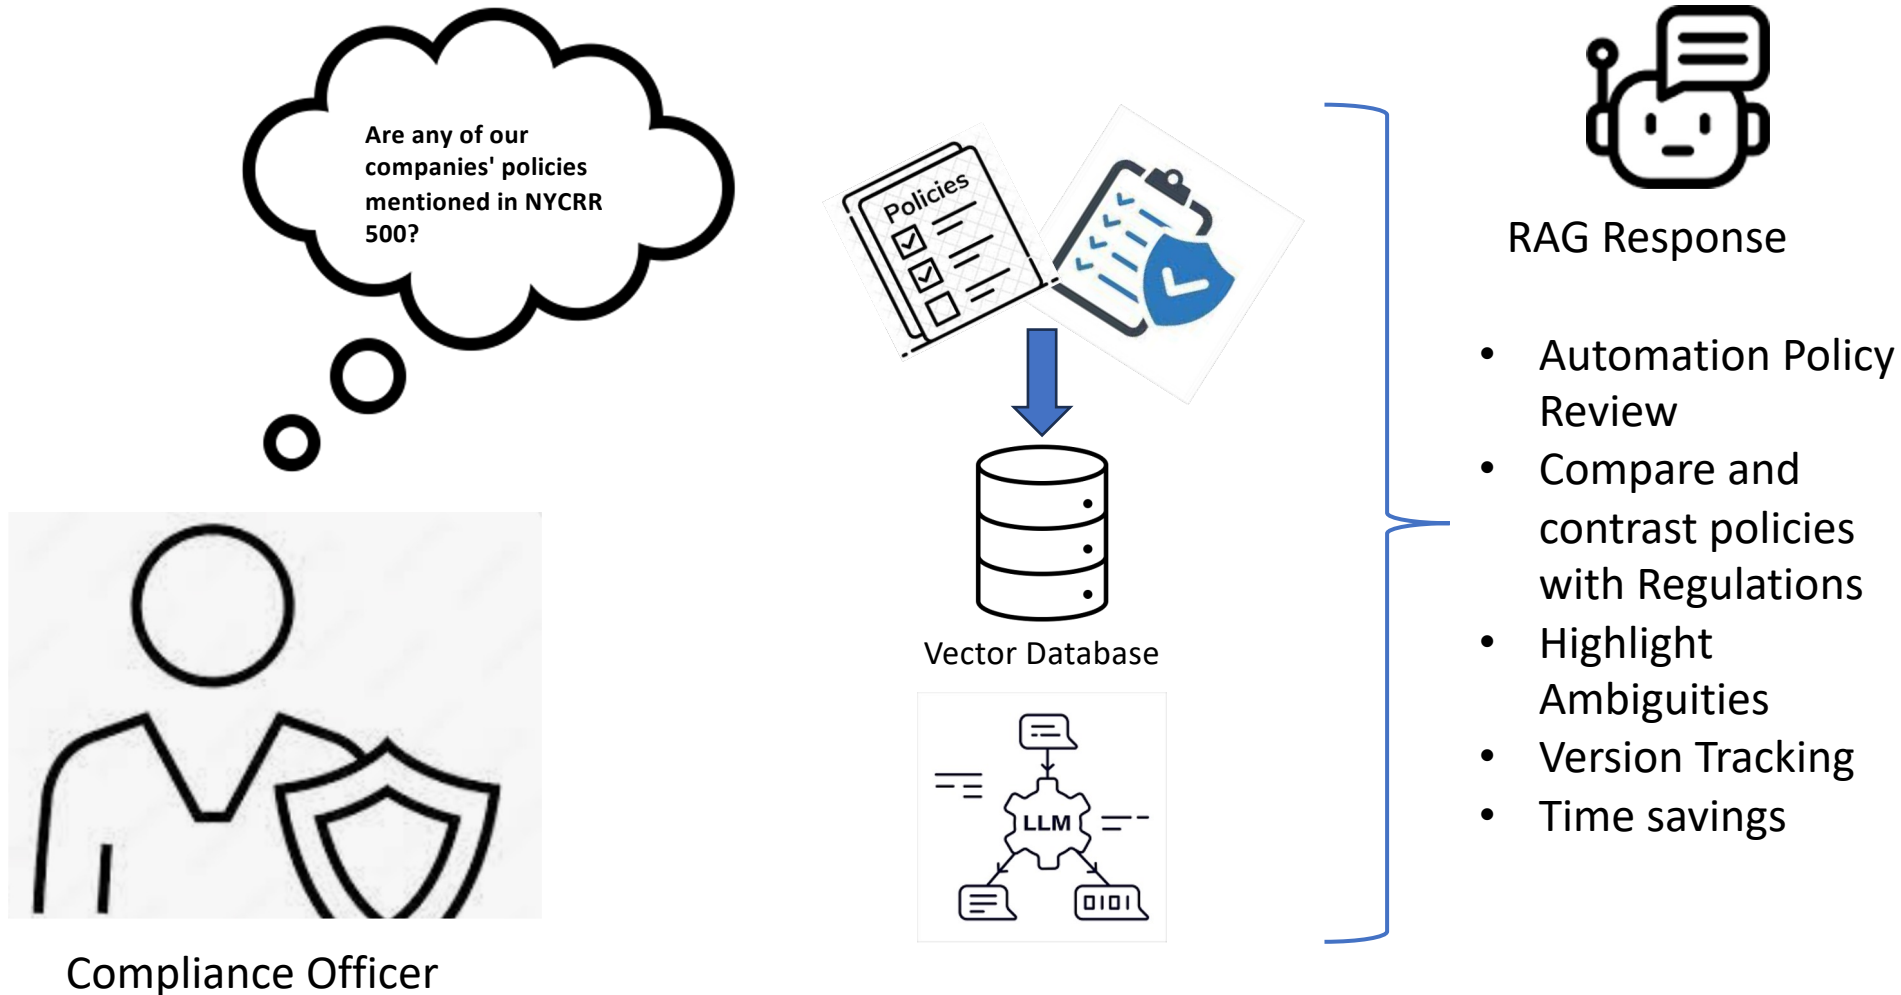 Are any of our
companies' policies
mentioned in NYCRR
500?
Compliance Officer
Policies
Vector Database
LLM
0101
RAG Response
• Automation Policy
Review
• Compare and
contrast policies
with Regulations
• Highlight
Ambiguities
• Version Tracking
• Time savings